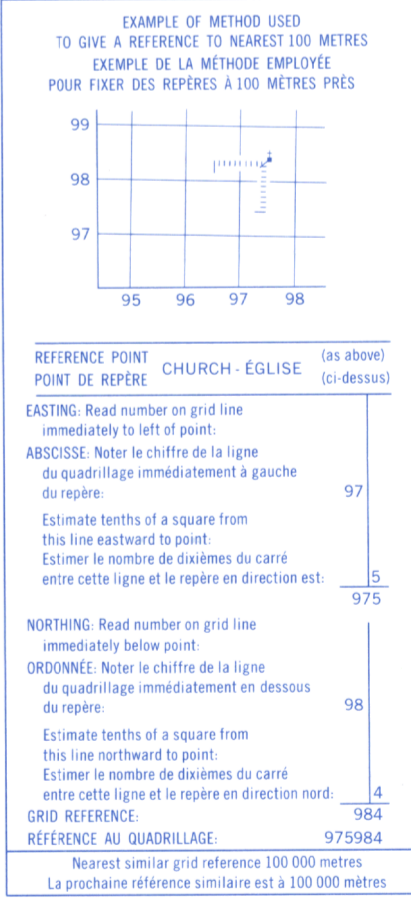 EXAMPLE OF METHOD USED
TO GIVE A REFERENCE TO NEAREST 100 METRES
EXEMPLE DE LA MÉTHODE EMPLOYÉE
POUR FIXER DES REPÈRES À 100 MÈTRES PRÈS
99
98
97
95 96 97 98
REFERENCE POINT
POINT DE REPÈRE
CHURCH - ÉGLISE
(as above)
(ci-dessus)
EASTING: Read number on grid line
immediately to left of point:
ABSCISSE: Noter le chiffre de la ligne
du quadrillage immédiatement à gauche
du repère: 97
Estimate tenths of a square from
this line eastward to point:
Estimer le nombre de dixièmes du carré
entre cette ligne et le repère en direction est: 5
975
NORTHING: Read number on grid line
immediately below point:
ORDONNÉE: Noter le chiffre de la ligne
du quadrillage immédiatement en dessous
du repère: 98
Estimate tenths of a square from
this line northward to point:
Estimer le nombre de dixièmes du carré
entre cette ligne et le repère en direction nord: 4
GRID REFERENCE: 984
RÉFÉRENCE AU QUADRILLAGE: 975984
Nearest similar grid reference 100 000 metres
La prochaine référence similaire est à 100 000 mètres